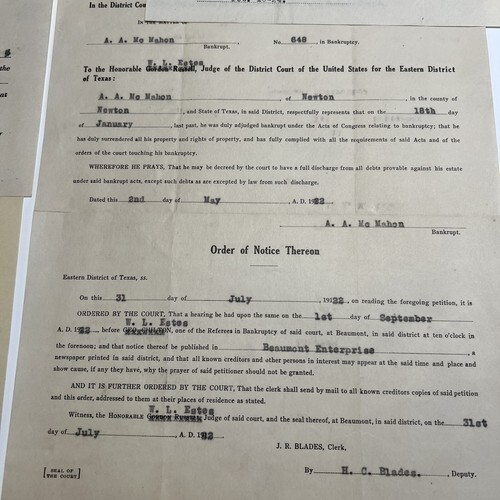 In the District Cou
In
A. A. Mc Mahon
No. 648 in Bankruptcy.
Bankrupt.
W. L. Estes
To the Honorable Gordon Russell, Judge of the District Court of the United States for the Eastern District
of Texas:
A. A. Mc Mahon of Newton, in the county of
Newton, and State of Texas, in said District, respectfully represents that on the 18th day
of January, last past, he was duly adjudged bankrupt under the Acts of Congress relating to bankruptcy; that he
has duly surrendered all his property and rights of property, and has fully complied with all the requirements of said Acts and of the
orders of the court touching his bankruptcy.
WHEREFORE HE PRAYS, That he may be decreed by the court to have a full discharge from all debts provable against his estate
under said bankrupt acts, except such debts as are excepted by law from such discharge.
Dated this 2nd day of May, A. D. 1922
A. A. Mc Mahon
Bankrupt.
Order of Notice Thereon
Eastern District of Texas, ss.
On this 31 day of July, 19122, on reading the foregoing petition, it is
ORDERED BY THE COURT, That a hearing be had upon the same on the 1st day of September
W. L. Estes
A. D. 1922, before, one of the Referees in Bankruptcy of said court, at Beaumont, in said district at ten o'clock in
the forenoon; and that notice thereof be published in Beaumont Enterprise, a
newspaper printed in said district, and that all known creditors and other persons in interest may appear at the said time and place and
show cause, if any they have, why the prayer of said petitioner should not be granted.
AND IT IS FURTHER ORDERED BY THE COURT, That the clerk shall send by mail to all known creditors copies of said petition
and this order, addressed to them at their places of residence as stated.
W. L. Estes
Witness, the HONORABLE Judge of said court, and the seal thereof, at Beaumont, in said district, on the 31st
day of July A. D.
J. R. BLADES, Clerk,
By H. C. Blades, Deputy.
[SEAL OF
THE COURT]
the
at